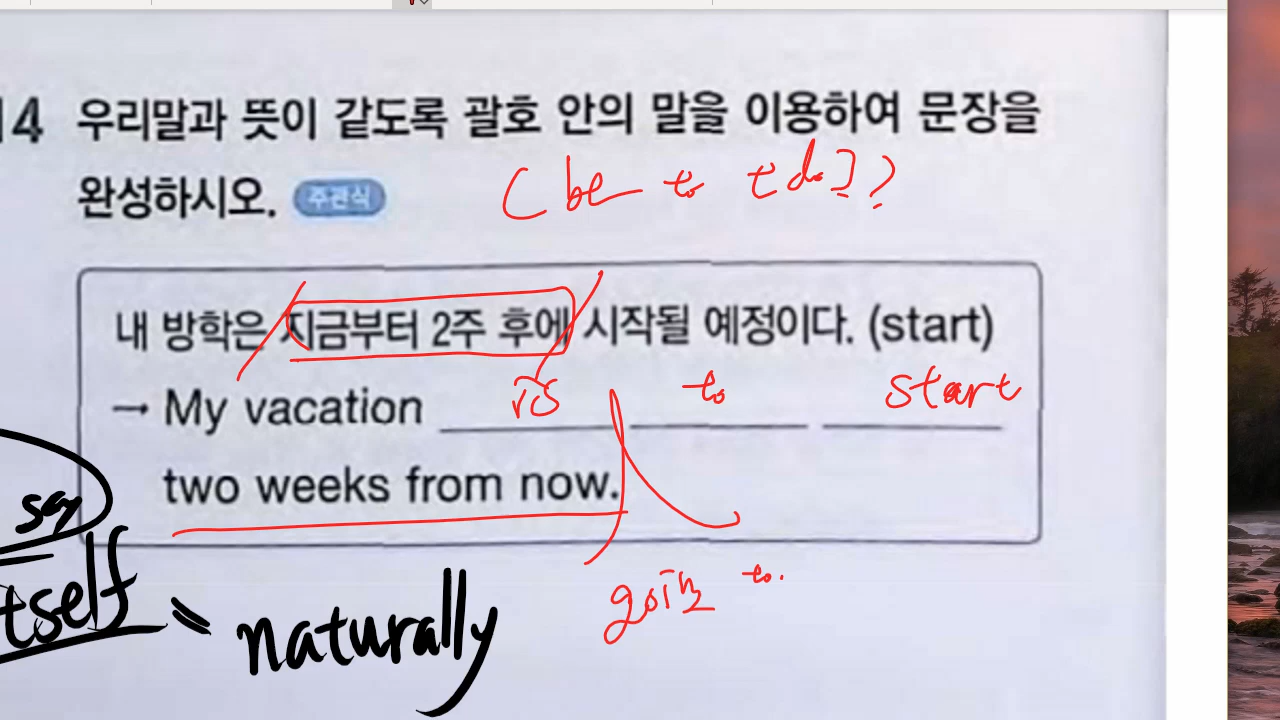 14 우리말과 뜻이 같도록 괄호 안의 말을 이용하여 문장을
완성하시오. 주관식
( be to
내 방학은 지금부터 2주 후에 시작될 예정이다. (start)
→ My vacation is to start
two weeks from now.
say
tself = naturally
going to.